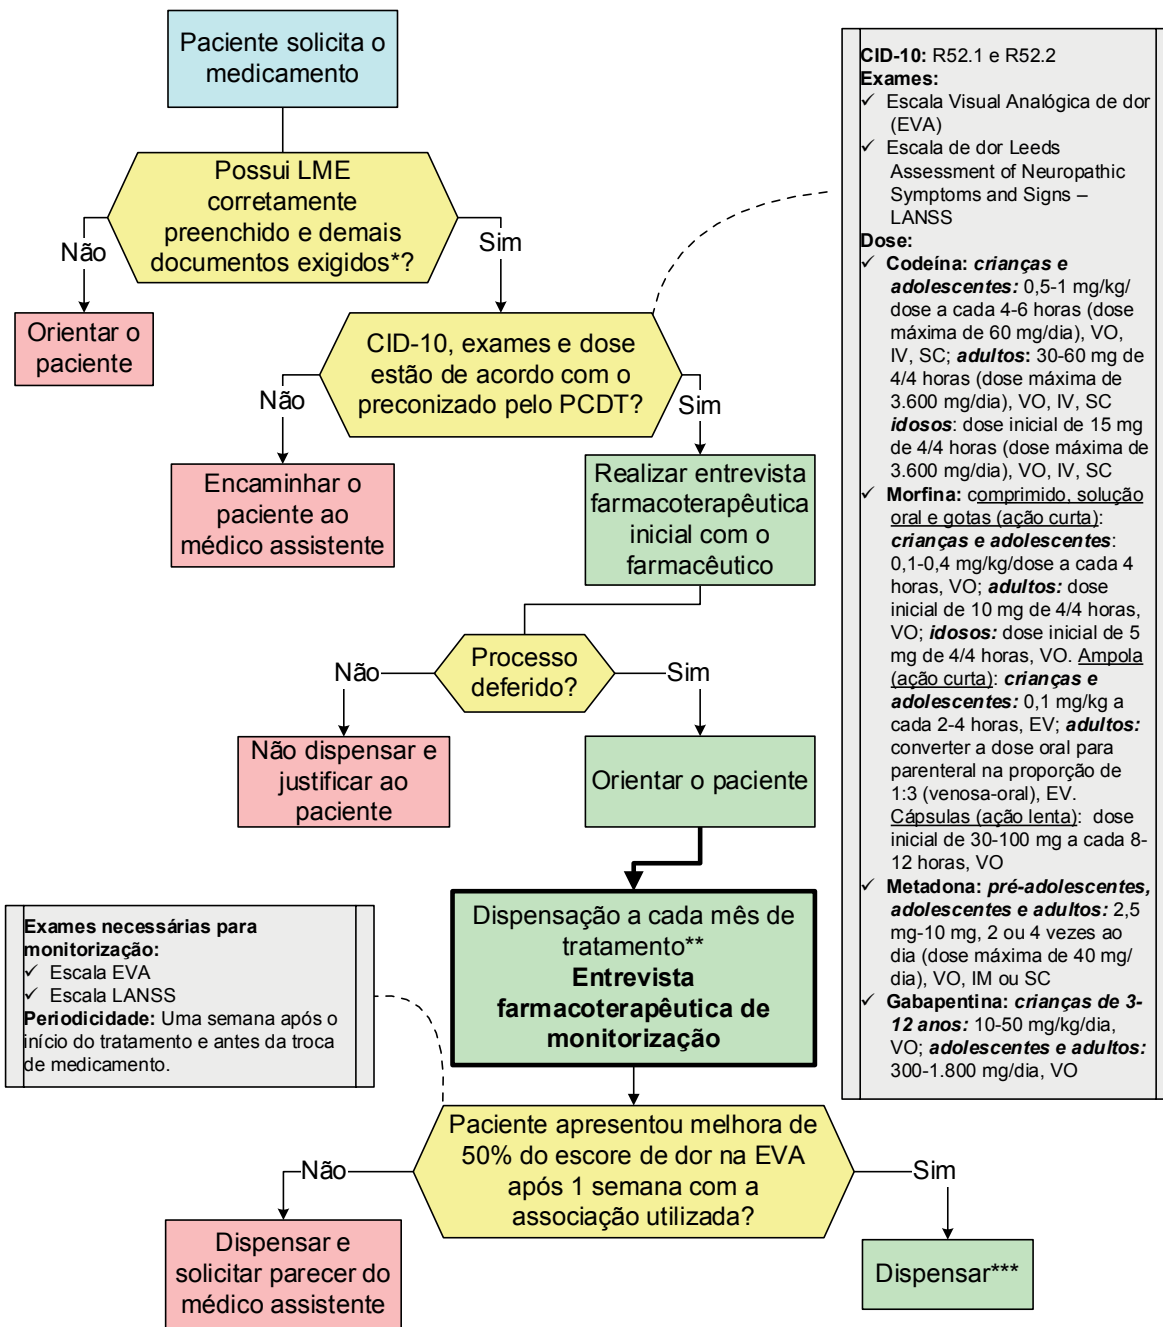 Paciente solicita o
medicamento
Possui LME
corretamente
preenchido e demais
documentos exigidos*?
Não
Sim
Orientar o
paciente
CID-10, exames e dose
estão de acordo com o
preconizado pelo PCDT?
Não
Sim
Encaminhar o
paciente ao
médico assistente
Realizar entrevista
farmacoterapêutica
inicial com o
farmacêutico
Processo
deferido?
Não
Sim
Não dispensar e
justificar ao
paciente
Orientar o paciente
Dispensação a cada mês de
tratamento**
Entrevista
farmacoterapêutica de
monitorização
Exames necessárias para
monitorização:
✓ Escala EVA
✓ Escala LANSS
Periodicidade: Uma semana após o
início do tratamento e antes da troca
de medicamento.
Paciente apresentou melhora de
50% do escore de dor na EVA
após 1 semana com a
associação utilizada?
Não
Sim
Dispensar e
solicitar parecer do
médico assistente
Dispensar***
CID-10: R52.1 e R52.2
Exames:
✓ Escala Visual Analógica de dor
(EVA)
✓ Escala de dor Leeds
Assessment of Neuropathic
Symptoms and Signs –
LANSS
Dose:
✓ Codeína: crianças e
adolescentes: 0,5-1 mg/kg/
dose a cada 4-6 horas (dose
máxima de 60 mg/dia), VO,
IV, SC; adultos: 30-60 mg de
4/4 horas (dose máxima de
3.600 mg/dia), VO, IV, SC
idosos: dose inicial de 15 mg
de 4/4 horas (dose máxima de
3.600 mg/dia), VO, IV, SC
✓ Morfina: comprimido, solução
oral e gotas (ação curta):
crianças e adolescentes:
0,1-0,4 mg/kg/dose a cada 4
horas, VO; adultos: dose
inicial de 10 mg de 4/4 horas,
VO; idosos: dose inicial de 5
mg de 4/4 horas, VO. Ampola
(ação curta): crianças e
adolescentes: 0,1 mg/kg a
cada 2-4 horas, EV; adultos:
converter a dose oral para
parenteral na proporção de
1:3 (venosa-oral), EV.
Cápsulas (ação lenta): dose
inicial de 30-100 mg a cada 8-
12 horas, VO
✓ Metadona: pré-adolescentes,
adolescentes e adultos: 2,5
mg-10 mg, 2 ou 4 vezes ao
dia (dose máxima de 40 mg/
dia), VO, IM ou SC
✓ Gabapentina: crianças de 3-
12 anos: 10-50 mg/kg/dia,
VO; adolescentes e adultos:
300-1.800 mg/dia, VO